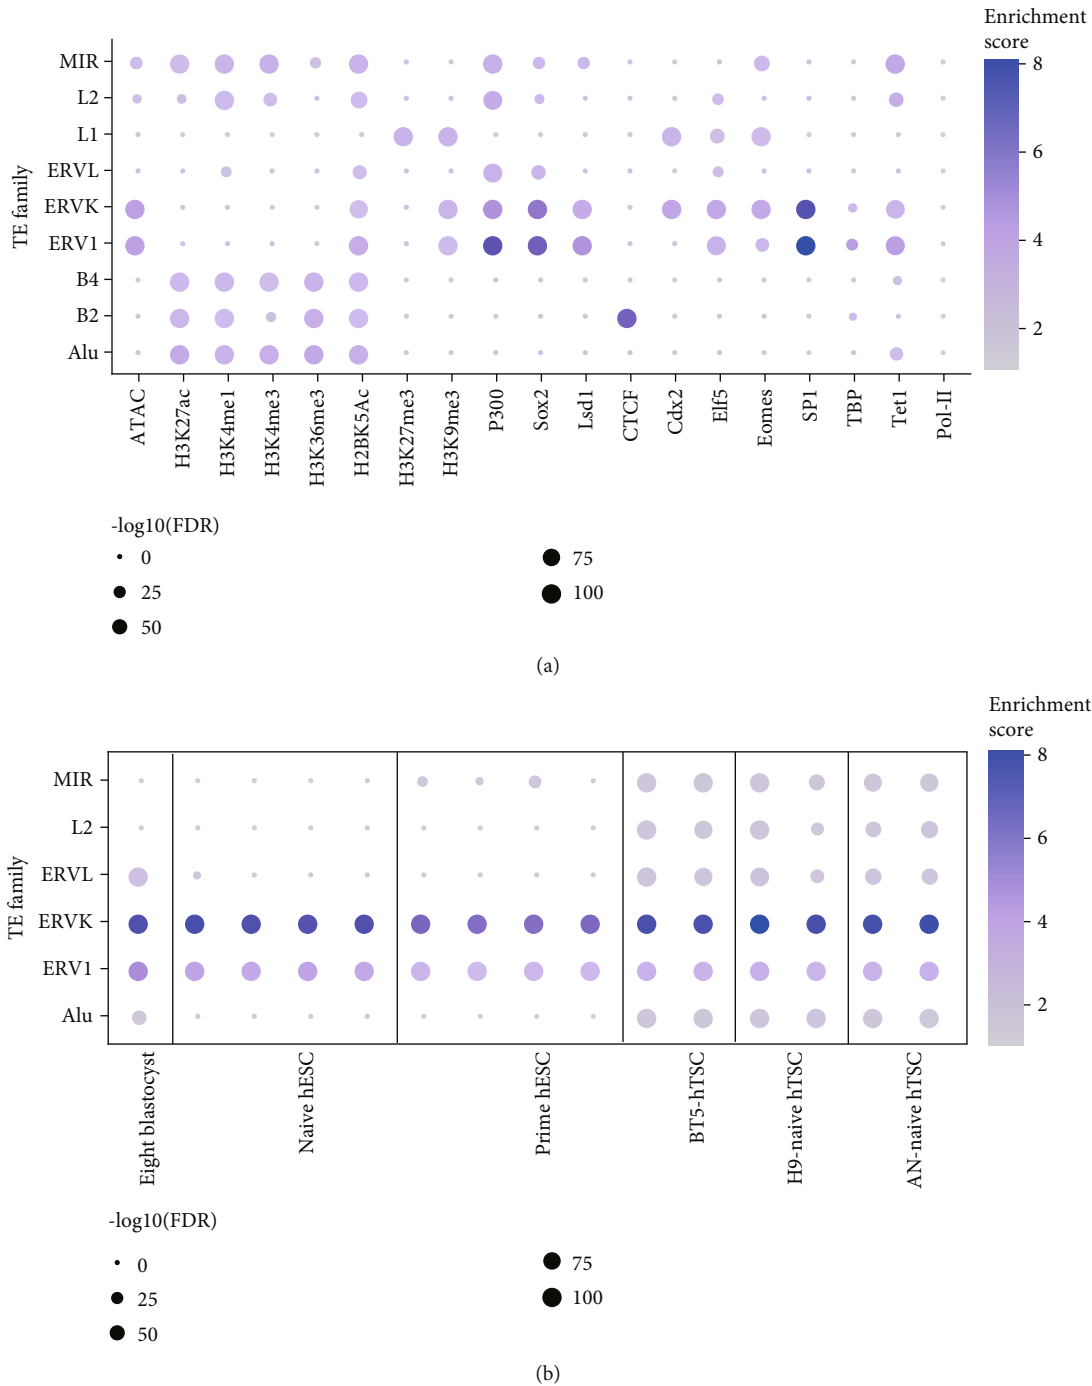 Enrichment
score
8
6
4
2
TE family
MIR
L2
L1
ERVL
ERVK
ERV1
B4
B2
Alu
ATAC
H3K27ac
H3K4me1
H3K4me3
H3K36me3
H2BK5Ac
H3K27me3
H3K9me3
P300
Sox2
Lsd1
CTCF
Cdx2
Elf5
Eomes
SP1
TBP
Tet1
Pol-II
-log10(FDR)
0
25
50
75
100
(a)
Enrichment
score
8
6
4
2
TE family
MIR
L2
ERVL
ERVK
ERV1
Alu
Eight blastocyst
Naive hESC
Prime hESC
BT5-hTSC
H9-naive hTSC
AN-naive hTSC
-log10(FDR)
0
25
50
75
100
(b)